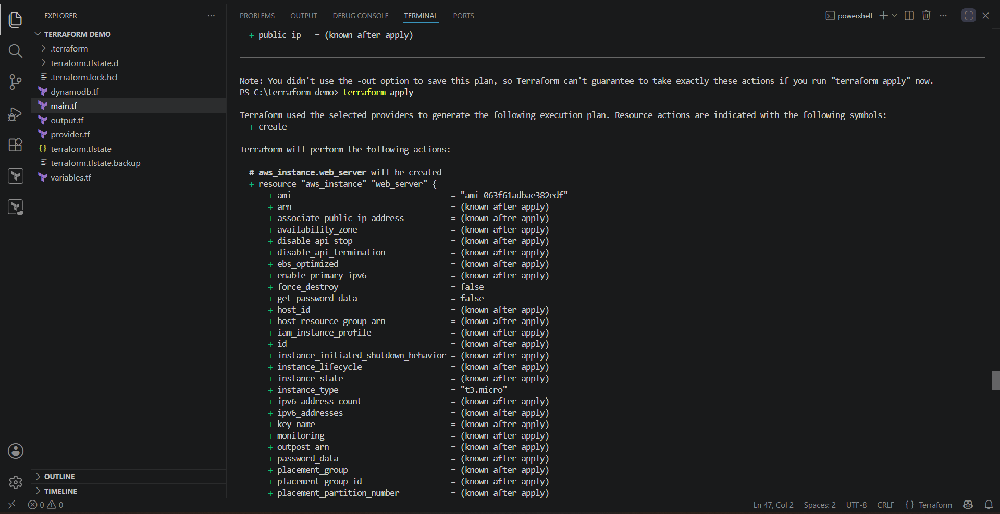 EXPLORER
TERRAFORM DEMO
.terraform
terraform.tfstate.d
.terraform.lock.hcl
dynamodb.tf
main.tf
output.tf
provider.tf
terraform.tfstate
terraform.tfstate.backup
variables.tf
OUTLINE
TIMELINE
PROBLEMS OUTPUT DEBUG CONSOLE TERMINAL PORTS
powershell
+ public_ip = (known after apply)
Note: You didn't use the -out option to save this plan, so Terraform can't guarantee to take exactly these actions if you run "terraform apply" now.
PS C:\terraform demo> terraform apply
Terraform used the selected providers to generate the following execution plan. Resource actions are indicated with the following symbols:
+ create
Terraform will perform the following actions:
# aws_instance.web_server will be created
+ resource "aws_instance" "web_server" {
+ ami = "ami-063f61adbae382edf"
+ arn = (known after apply)
+ associate_public_ip_address = (known after apply)
+ availability_zone = (known after apply)
+ disable_api_stop = (known after apply)
+ disable_api_termination = (known after apply)
+ ebs_optimized = (known after apply)
+ enable_primary_ipv6 = (known after apply)
+ force_destroy = false
+ get_password_data = false
+ host_id = (known after apply)
+ host_resource_group_arn = (known after apply)
+ iam_instance_profile = (known after apply)
+ id = (known after apply)
+ instance_initiated_shutdown_behavior = (known after apply)
+ instance_lifecycle = (known after apply)
+ instance_state = (known after apply)
+ instance_type = "t3.micro"
+ ipv6_address_count = (known after apply)
+ ipv6_addresses = (known after apply)
+ key_name = (known after apply)
+ monitoring = (known after apply)
+ outpost_arn = (known after apply)
+ password_data = (known after apply)
+ placement_group = (known after apply)
+ placement_group_id = (known after apply)
+ placement_partition_number = (known after apply)
0 0 Ln 47, Col 2 Spaces: 2 UTF-8 CRLF { } Terraform